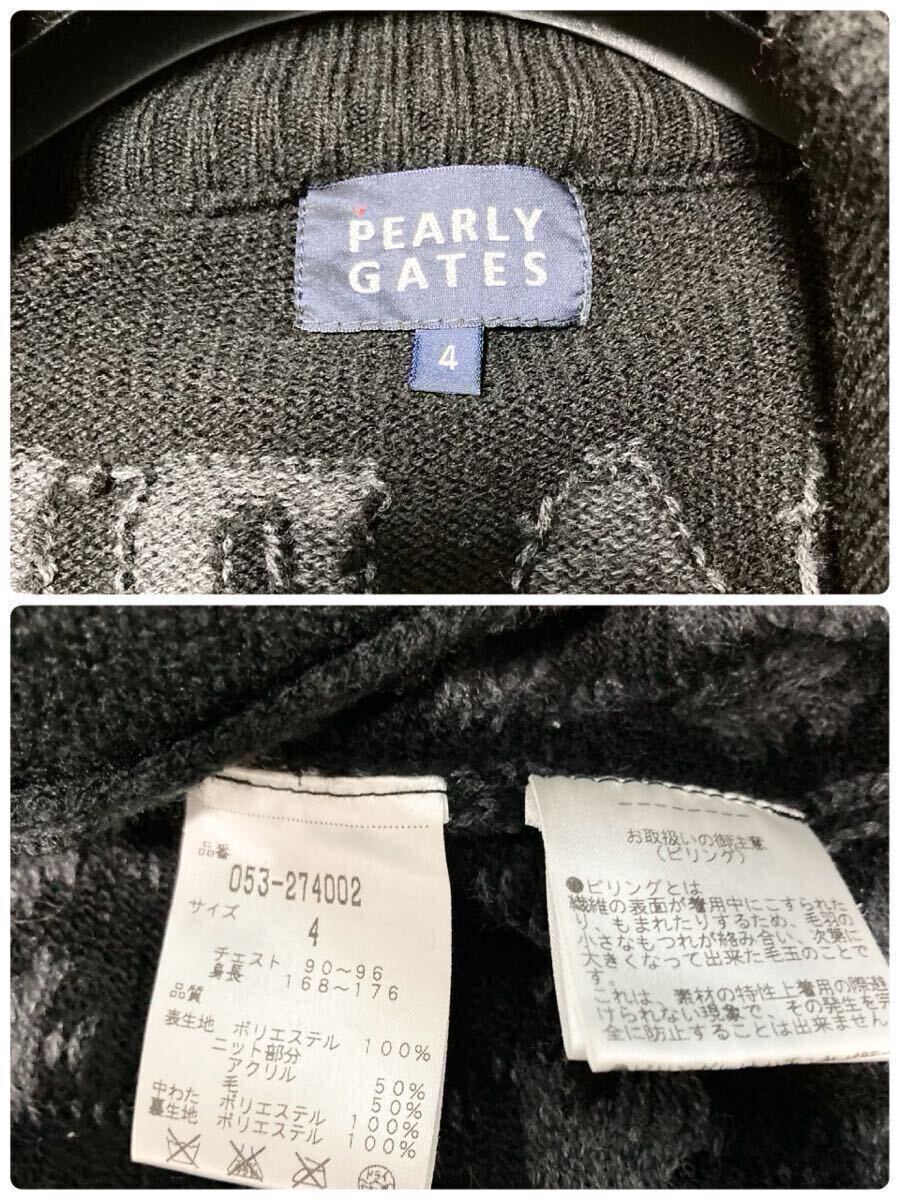 PEARLY
GATES
4
品番
053-274002
サイズ
4
チェスト 90～96
身長 168～176
品質
表生地 ポリエステル 100%
ニット部分
アクリル 50%
毛 50%
中わた ポリエステル 100%
裏生地 ポリエステル 100%
ドライ
お取扱いの御注意
(ピリング)
●ピリングとは
繊維の表面が着用中にこすられた
り、もまれたりするため、毛羽の
小さなもつれが絡み合い、次第に
大きくなって出来た毛玉のことで
す。
これは、素材の特性上着用の際避
けられない現象で、その発生を完
全に防止することは出来ません